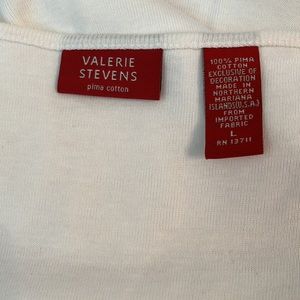 VALERIE
STEVENS
pima cotton
100% PIMA
COTTON
EXCLUSIVE OF
DECORATION
MADE IN
NORTHERN
MARIANA
ISLANDS(U.S.A.)
FROM
IMPORTED
FABRIC
L
RN 13711